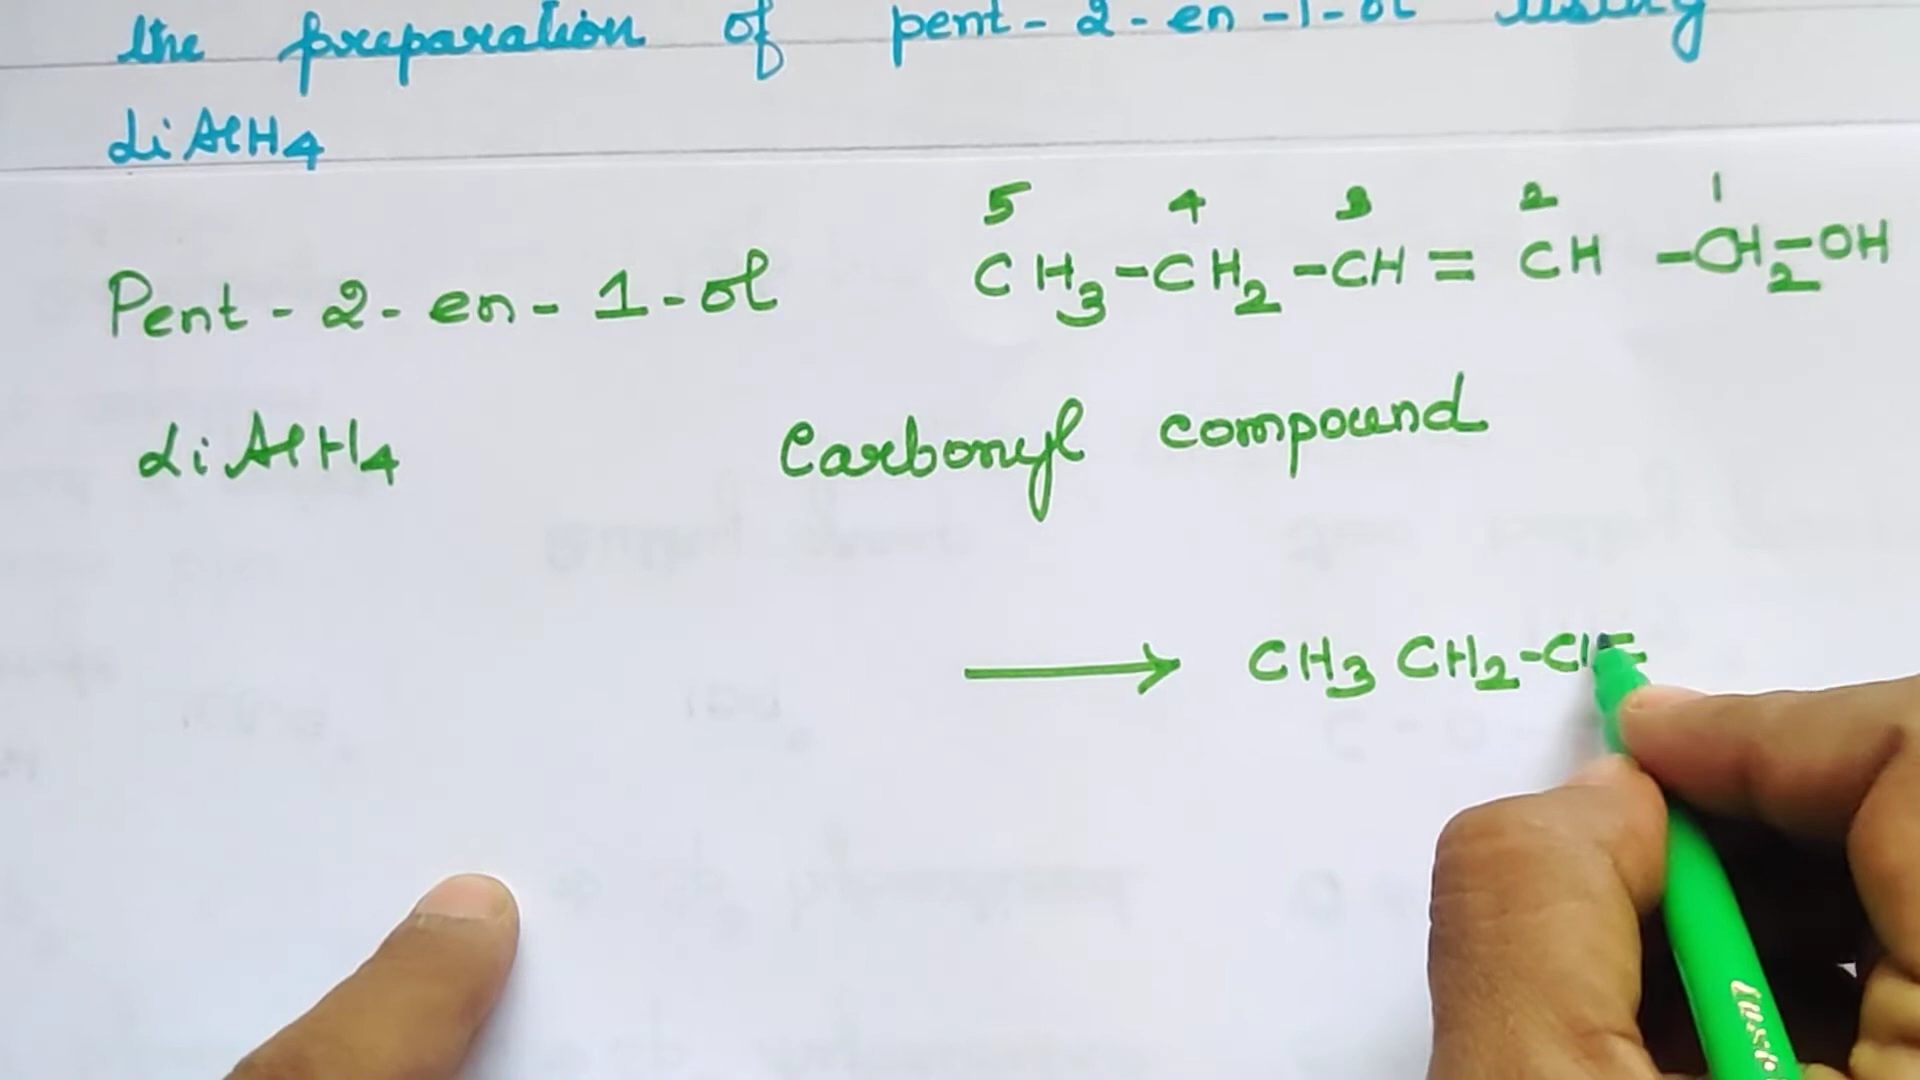 the preparation of pent-2-en-1-ol using
LiAlH4
5 4 3 2 1
Pent-2-en-1-ol CH3-CH2-CH=CH-CH2-OH
LiAlH4 Carbonyl compound
⟶ CH3 CH2-CH=